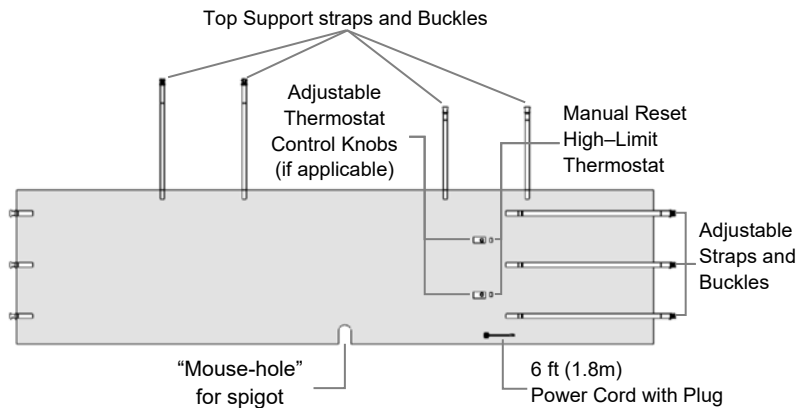 Top Support straps and Buckles
Adjustable
Thermostat
Control Knobs
(if applicable)
Manual Reset
High–Limit
Thermostat
Adjustable
Straps and
Buckles
“Mouse-hole”
for spigot
6 ft (1.8m)
Power Cord with Plug